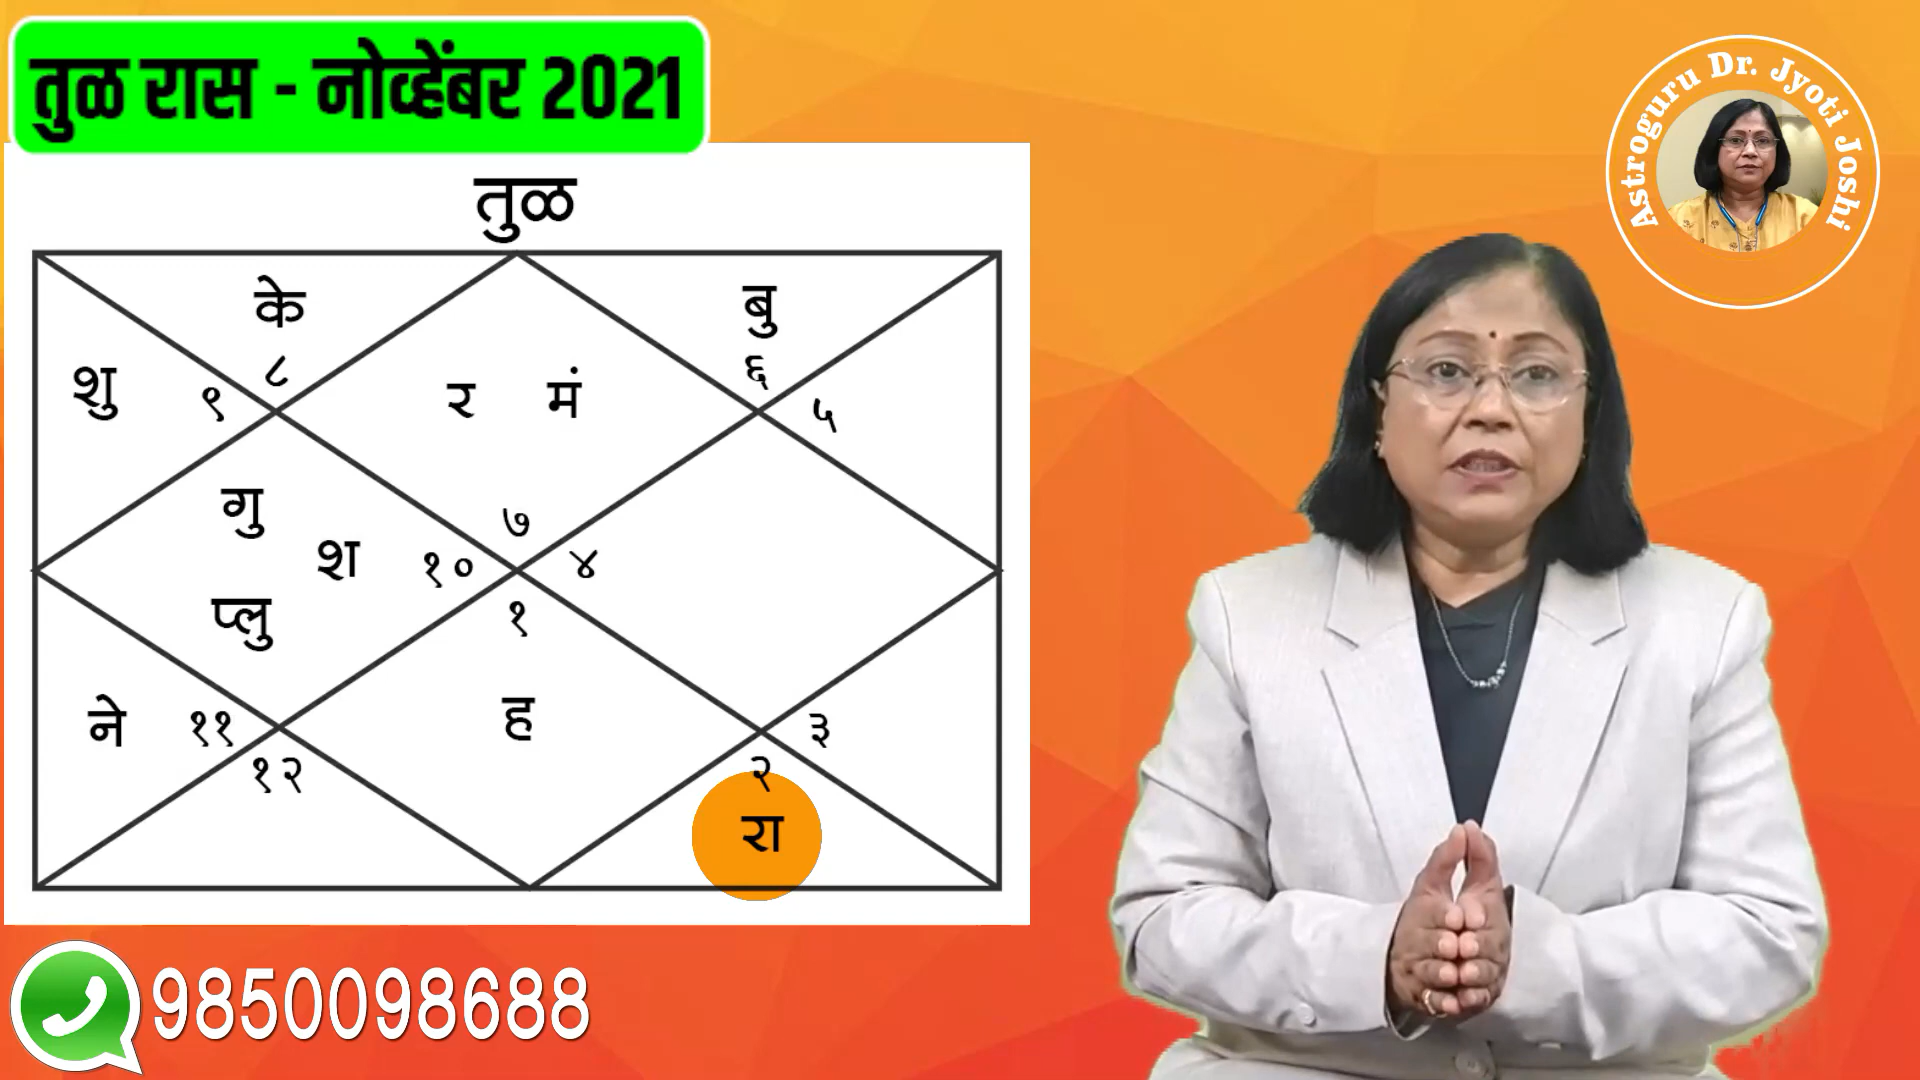 तुळ रास - नोव्हेंबर 2021
Astroguru Dr. Jyoti Joshi
तुळ
के
बु
शु
९
८
र मं
६
५
गु
श
१०
७
४
प्लु
१
ने
११
ह
३
१२
२
रा
9850098688